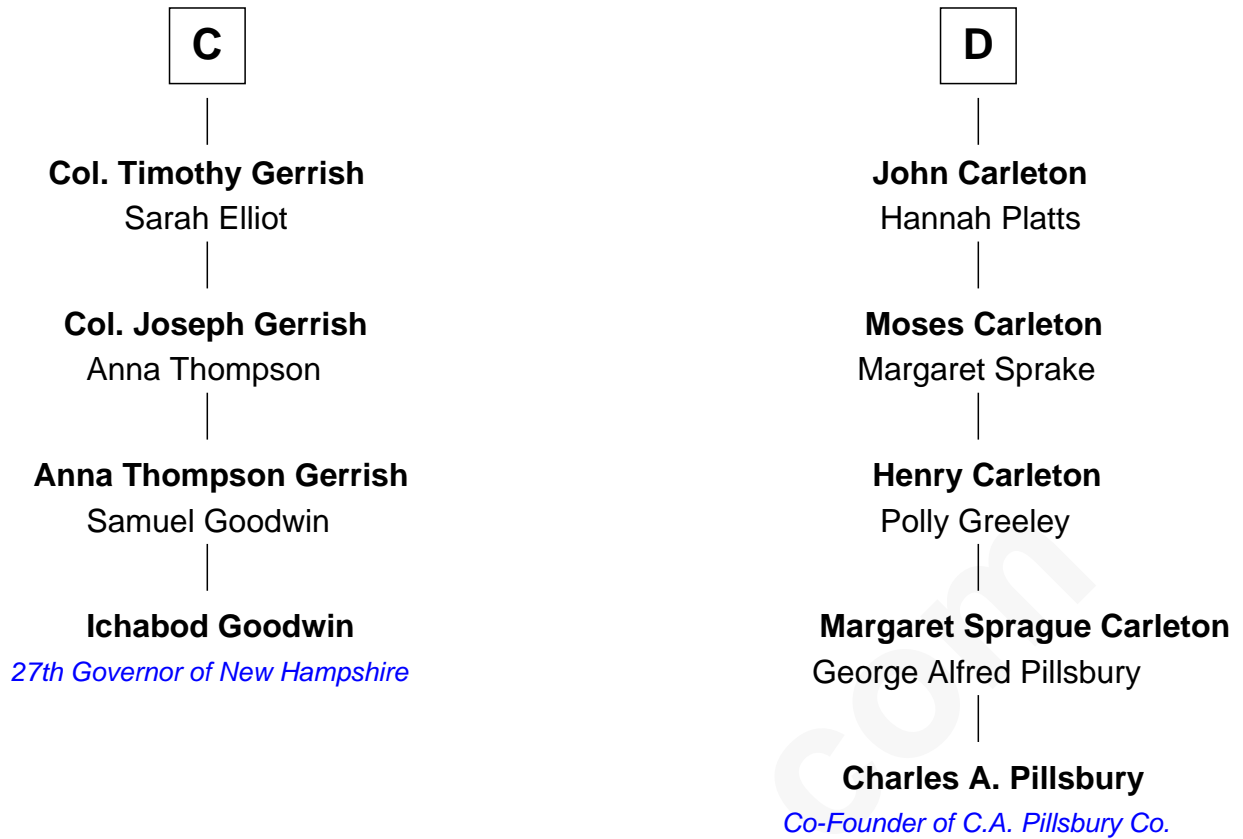 C
Col. Timothy Gerrish
Sarah Elliot
Col. Joseph Gerrish
Anna Thompson
Anna Thompson Gerrish
Samuel Goodwin
Ichabod Goodwin
27th Governor of New Hampshire
D
John Carleton
Hannah Platts
Moses Carleton
Margaret Sprake
Henry Carleton
Polly Greeley
Margaret Sprague Carleton
George Alfred Pillsbury
Charles A. Pillsbury
Co-Founder of C.A. Pillsbury Co.
com